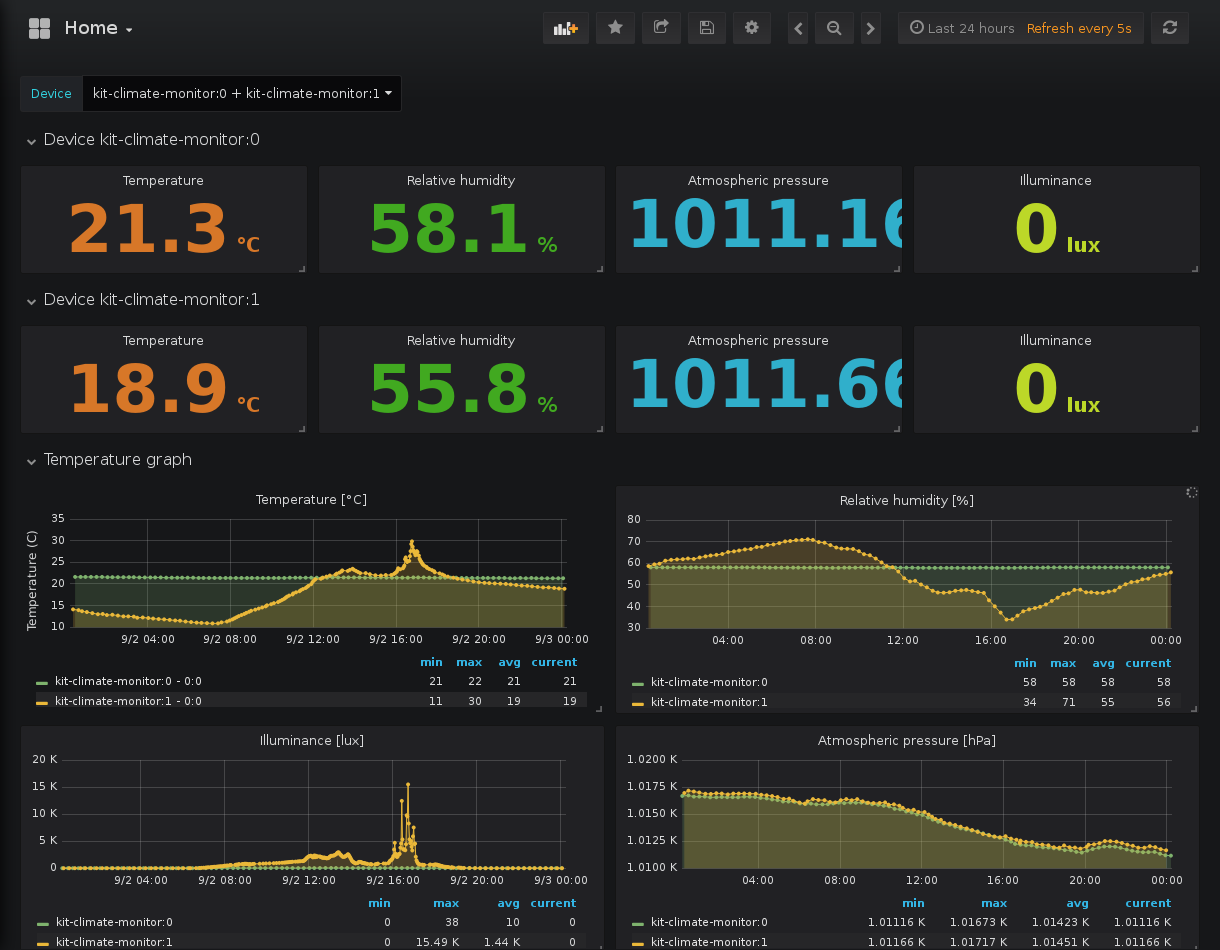 Home
Last 24 hours Refresh every 5s
Device kit-climate-monitor:0 + kit-climate-monitor:1
Device kit-climate-monitor:0
Temperature Relative humidity Atmospheric pressure Illuminance
21.3 °C 58.1 % 1011.16 0 lux
Device kit-climate-monitor:1
Temperature Relative humidity Atmospheric pressure Illuminance
18.9 °C 55.8 % 1011.66 0 lux
Temperature graph
Temperature [°C]
Temperature (C)
35
30
25
20
15
10
9/2 04:00 9/2 08:00 9/2 12:00 9/2 16:00 9/2 20:00 9/3 00:00
min max avg current
kit-climate-monitor:0 - 0:0 21 22 21 21
kit-climate-monitor:1 - 0:0 11 30 19 19
Relative humidity [%]
80
70
60
50
40
30
04:00 08:00 12:00 16:00 20:00 00:00
min max avg current
kit-climate-monitor:0 58 58 58 58
kit-climate-monitor:1 34 71 55 56
Illuminance [lux]
20 K
15 K
10 K
5 K
0
9/2 04:00 9/2 08:00 9/2 12:00 9/2 16:00 9/2 20:00 9/3 00:00
min max avg current
kit-climate-monitor:0 0 38 10 0
kit-climate-monitor:1 0 15.49 K 1.44 K 0
Atmospheric pressure [hPa]
1.0200 K
1.0175 K
1.0150 K
1.0125 K
1.0100 K
04:00 08:00 12:00 16:00 20:00 00:00
min max avg current
kit-climate-monitor:0 1.01116 K 1.01673 K 1.01423 K 1.01116 K
kit-climate-monitor:1 1.01166 K 1.01717 K 1.01451 K 1.01166 K